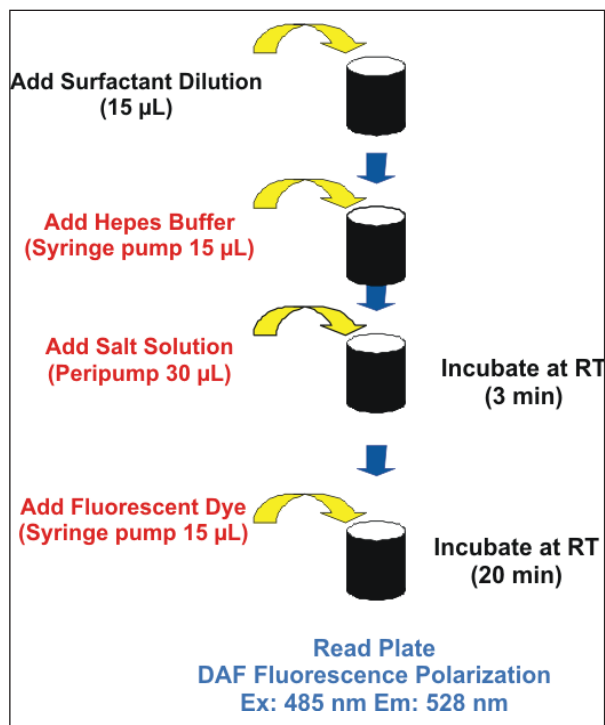 Add Surfactant Dilution
(15 µL)
Add Hepes Buffer
(Syringe pump 15 µL)
Add Salt Solution
(Peripump 30 µL)
Incubate at RT
(3 min)
Add Fluorescent Dye
(Syringe pump 15 µL)
Incubate at RT
(20 min)
Read Plate
DAF Fluorescence Polarization
Ex: 485 nm Em: 528 nm